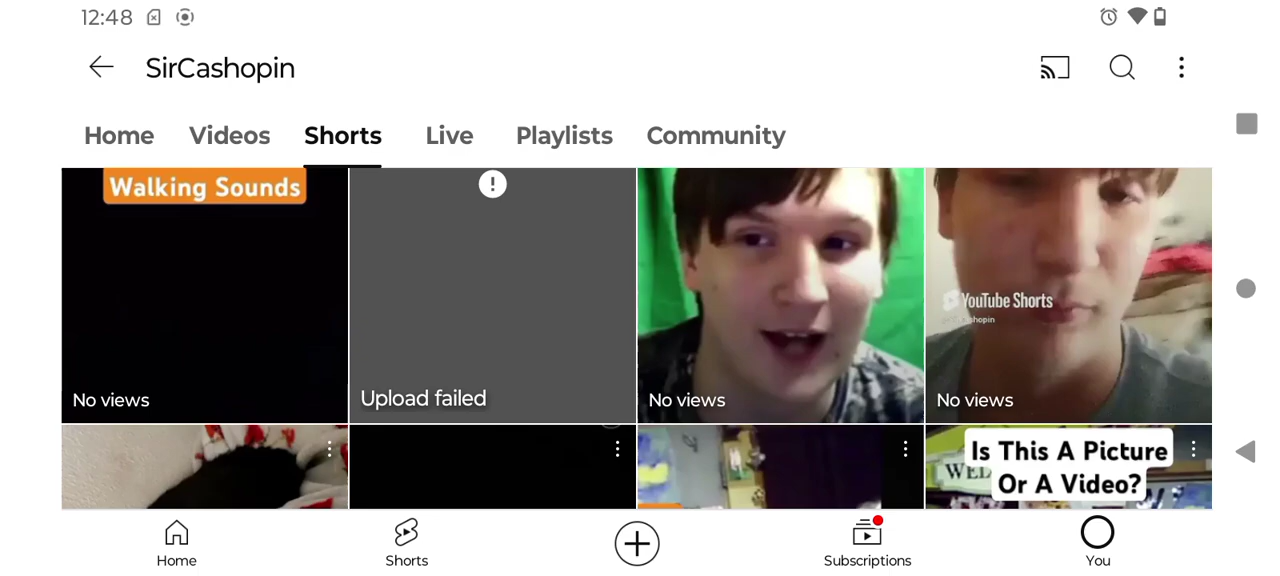 12:48
SirCashopin
Home Videos Shorts Live Playlists Community
Walking Sounds
!
YouTube Shorts
No views
Upload failed
No views
No views
Is This A Picture
Or A Video?
Home
Shorts
Subscriptions
You